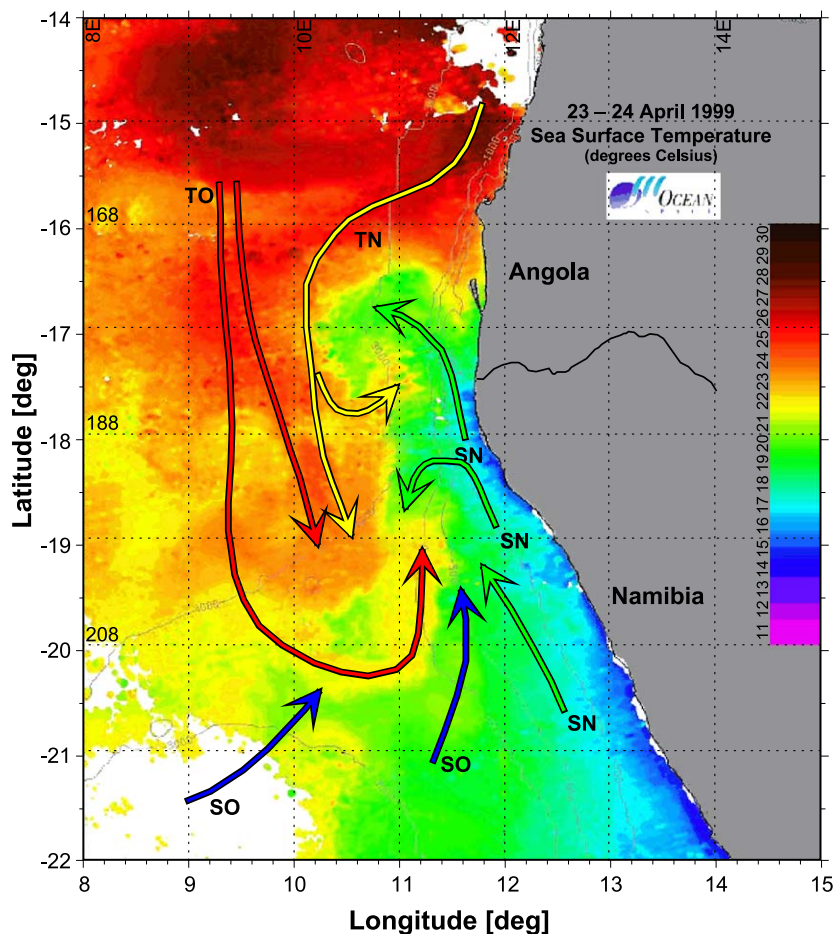 8E
10E
12E
14E
-14
-15
-16
-17
-18
-19
-20
-21
-22
Latitude [deg]
23 – 24 April 1999
Sea Surface Temperature
(degrees Celsius)
OCEAN
SPACE
TO
168
TN
Angola
188
SN
SN
Namibia
208
SN
SO
SO
11 12 13 14 15 16 17 18 19 20 21 22 23 24 25 26 27 28 29 30
8 9 10 11 12 13 14 15
Longitude [deg]